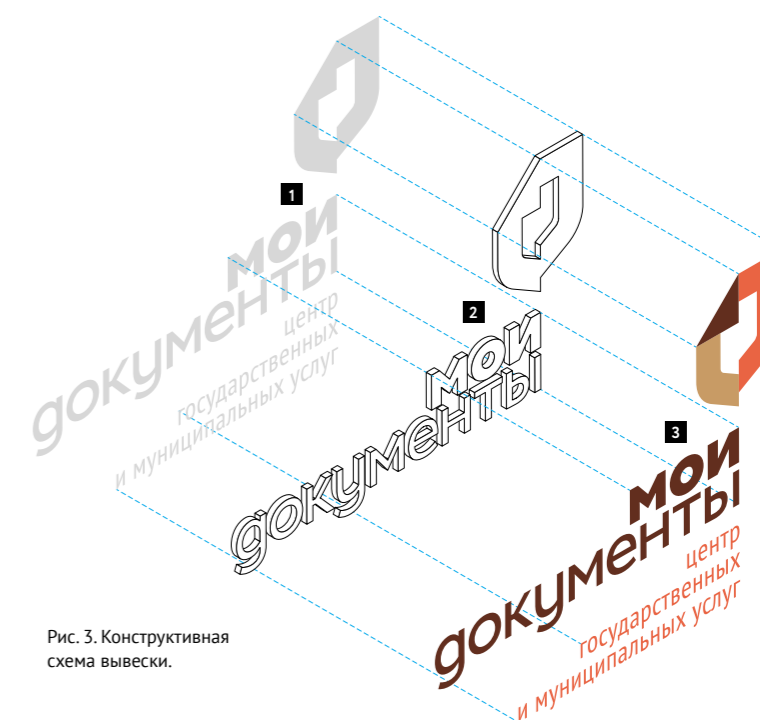 1
мои
документы
центр
государственных
и муниципальных услуг
2
мои
документы
3
мои
документы
центр
государственных
и муниципальных услуг
Рис. 3. Конструктивная
схема вывески.